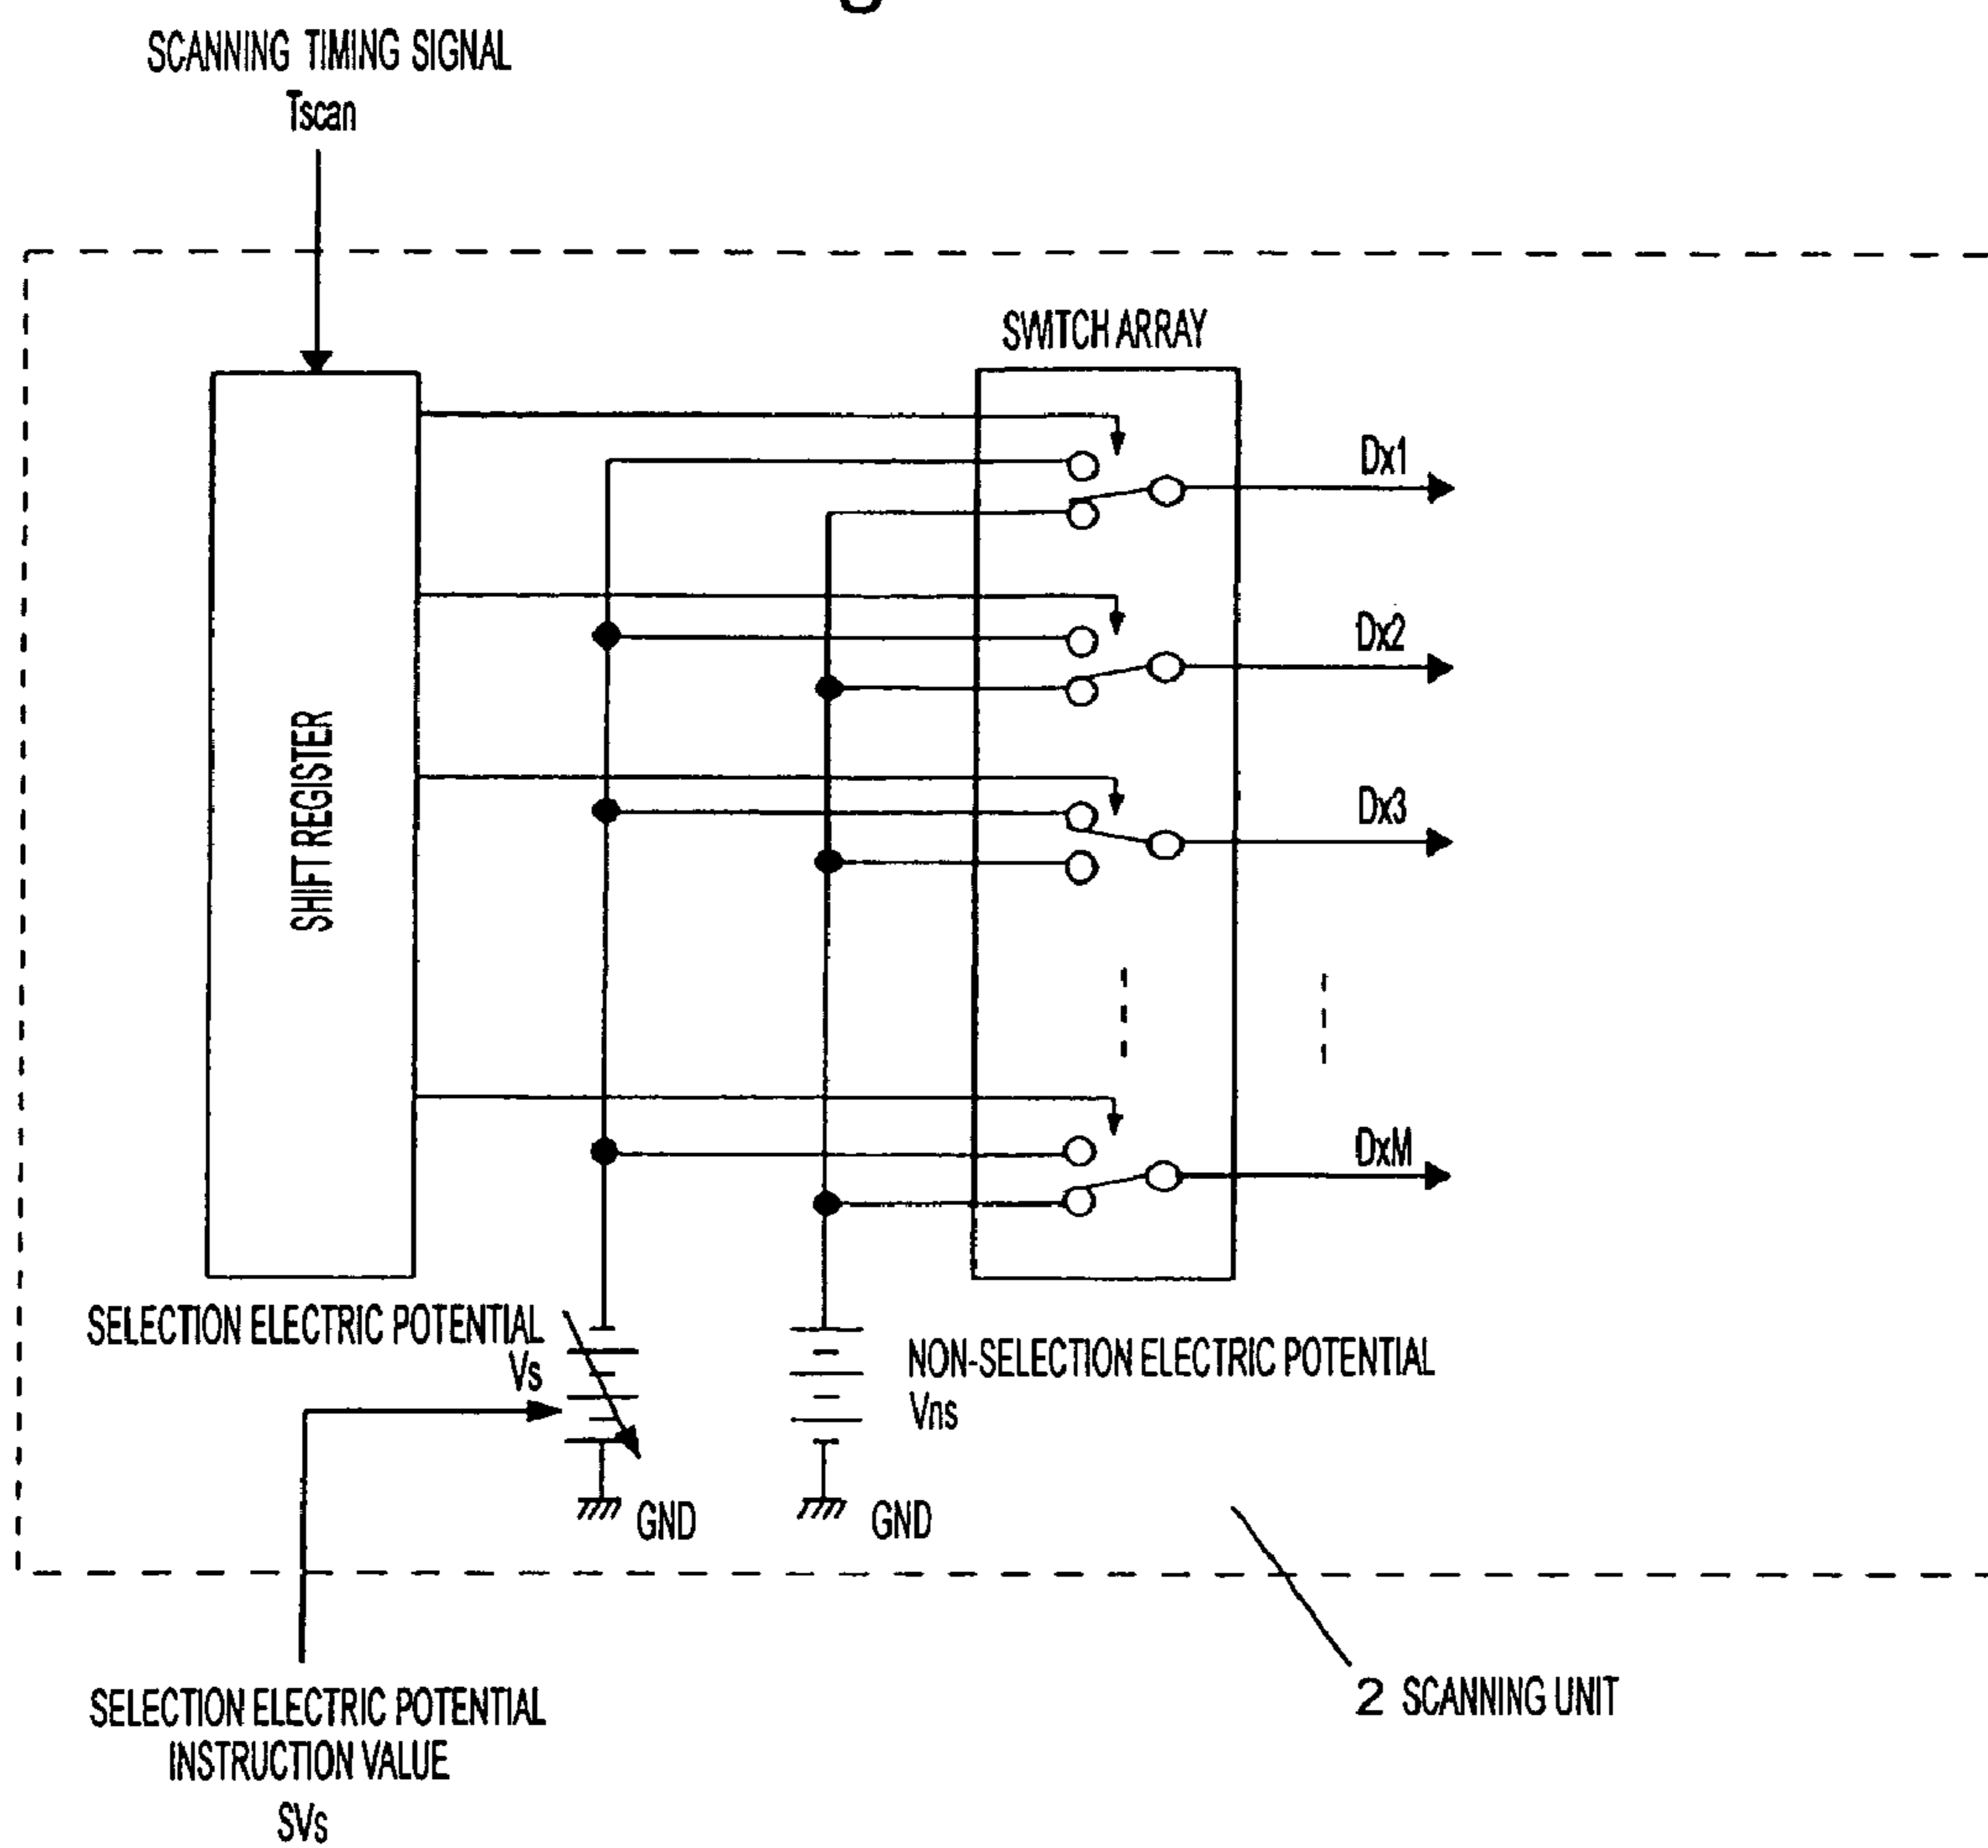 SCANNING TIMING SIGNAL
Tscan
SWITCH ARRAY
Dx1
Dx2
Dx3
DxM
SHIFT REGISTER
SELECTION ELECTRIC POTENTIAL
Vs
NON-SELECTION ELECTRIC POTENTIAL
Vns
GND
GND
2 SCANNING UNIT
SELECTION ELECTRIC POTENTIAL
INSTRUCTION VALUE
SVs